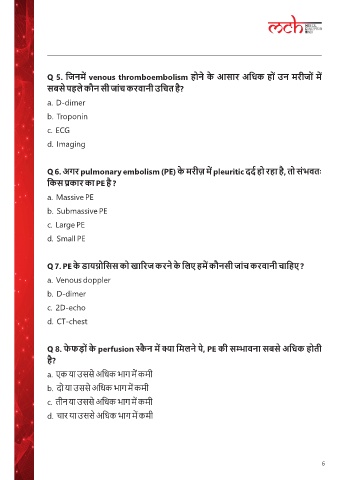 mch
Q 5. जिनमें venous thromboembolism होने के आसार अधिक हों उन मरीजों में
सबसे पहले कौन सी जांच करवानी उचित है?
a. D-dimer
b. Troponin
c. ECG
d. Imaging
Q 6. अगर pulmonary embolism (PE) के मरीज़ में pleuritic दर्द हो रहा है, तो संभवतः
किस प्रकार का PE है ?
a. Massive PE
b. Submassive PE
c. Large PE
d. Small PE
Q 7. PE के डायग्नोसिस को खारिज करने के लिए हमें कौनसी जांच करवानी चाहिए ?
a. Venous doppler
b. D-dimer
c. 2D-echo
d. CT-chest
Q 8. फेफड़ों के perfusion स्कैन में क्या मिलने पे, PE की सम्भावना सबसे अधिक होती
है?
a. एक या उससे अधिक भाग में कमी
b. दो या उससे अधिक भाग में कमी
c. तीन या उससे अधिक भाग में कमी
d. चार या उससे अधिक भाग में कमी
6